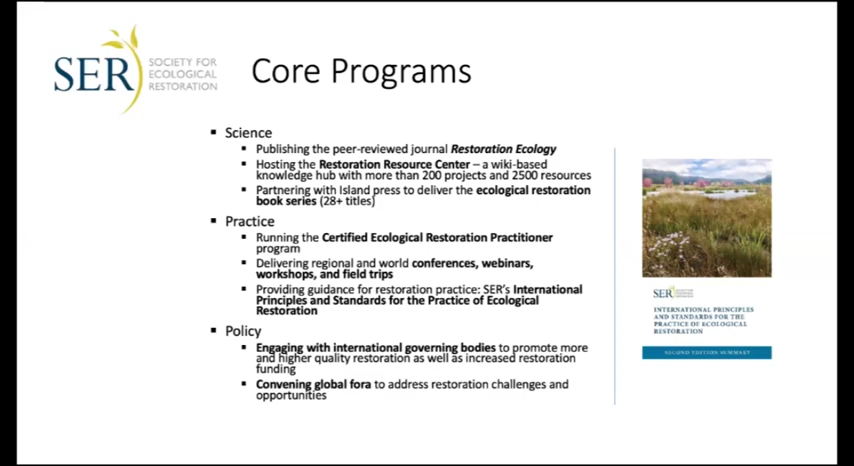 SER
SOCIETY FOR
ECOLOGICAL
RESTORATION
Core Programs
▪ Science
▪ Publishing the peer-reviewed journal Restoration Ecology
▪ Hosting the Restoration Resource Center – a wiki-based
knowledge hub with more than 200 projects and 2500 resources
▪ Partnering with Island press to deliver the ecological restoration
book series (28+ titles)
▪ Practice
▪ Running the Certified Ecological Restoration Practitioner
program
▪ Delivering regional and world conferences, webinars,
workshops, and field trips
▪ Providing guidance for restoration practice: SER's International
Principles and Standards for the Practice of Ecological
Restoration
▪ Policy
▪ Engaging with international governing bodies to promote more
and higher quality restoration as well as increased restoration
funding
▪ Convening global fora to address restoration challenges and
opportunities
SER
INTERNATIONAL PRINCIPLES
AND STANDARDS FOR THE
PRACTICE OF ECOLOGICAL
RESTORATION
SECOND EDITION SUMMARY